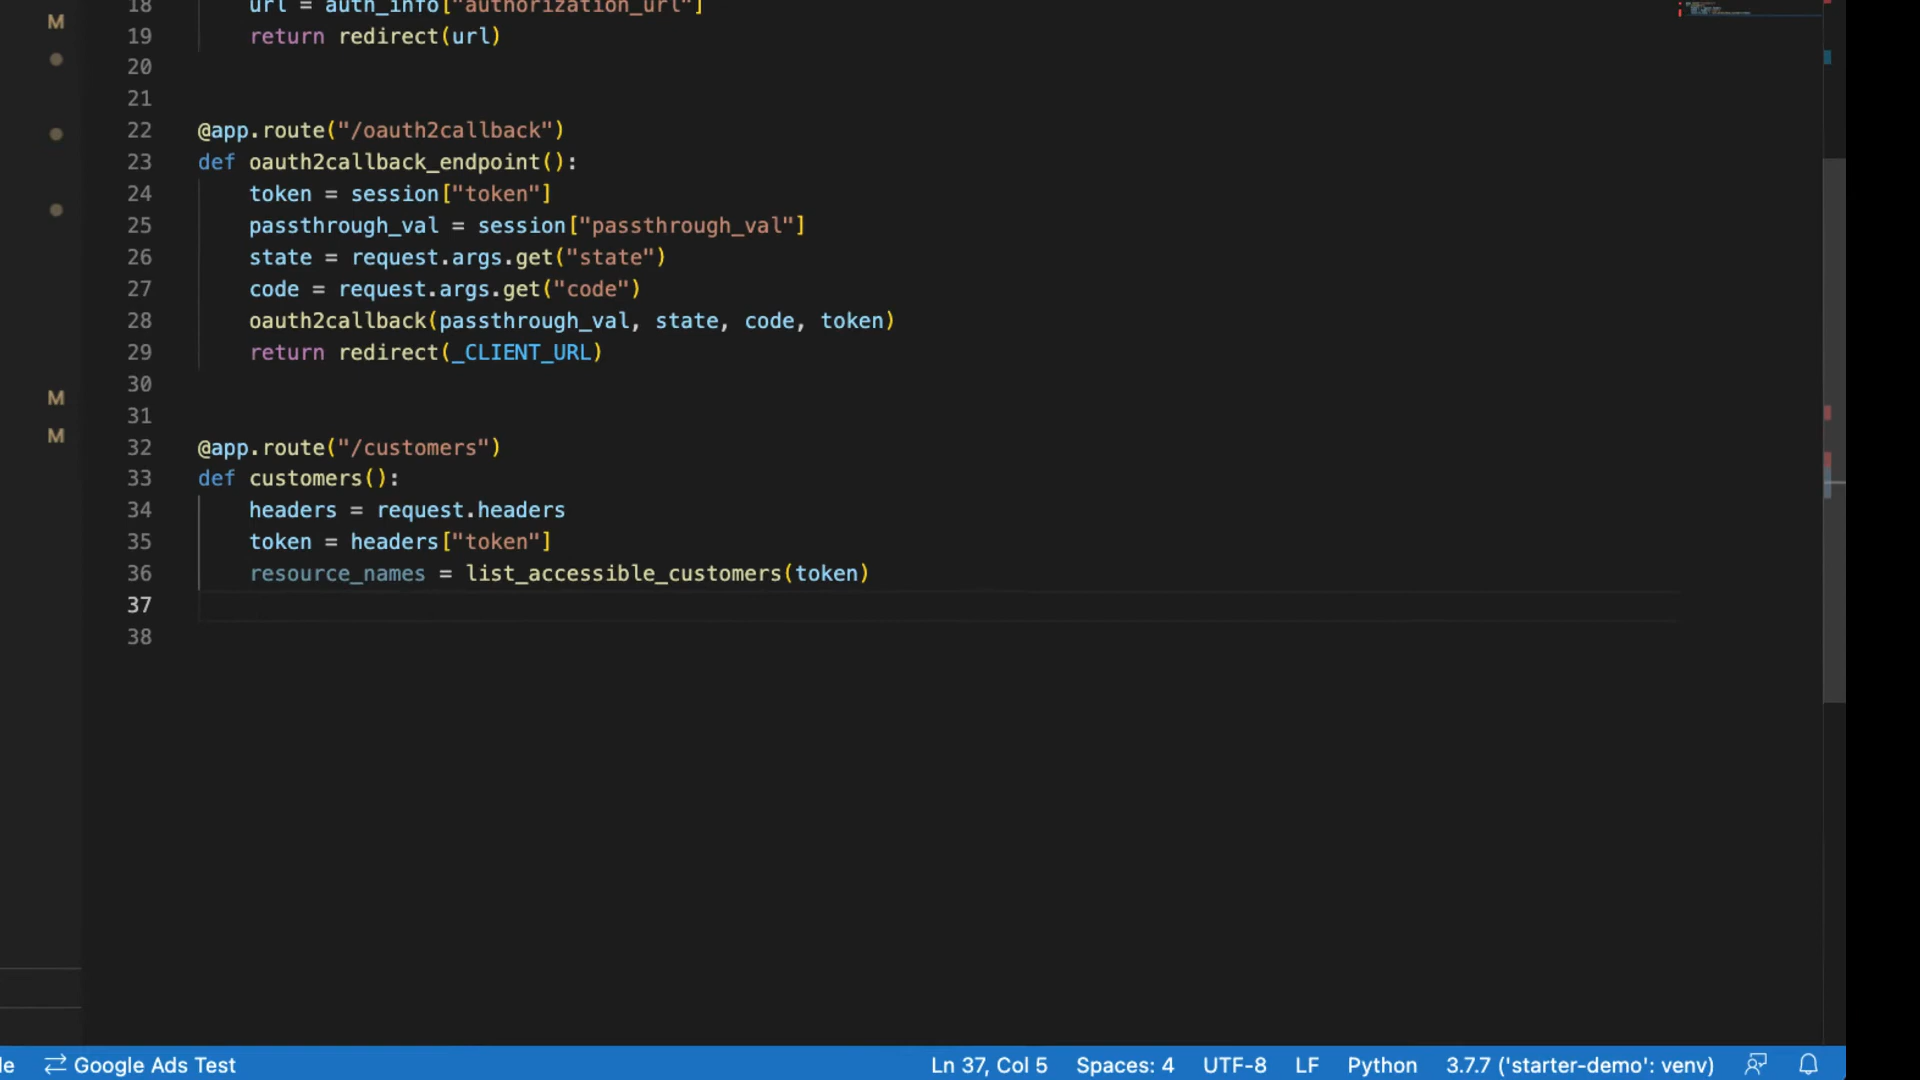 M
18 url = auth_info["authorization_url"]
19 return redirect(url)
20
21
22 @app.route("/oauth2callback")
23 def oauth2callback_endpoint():
24 token = session["token"]
25 passthrough_val = session["passthrough_val"]
26 state = request.args.get("state")
27 code = request.args.get("code")
28 oauth2callback(passthrough_val, state, code, token)
29 return redirect(_CLIENT_URL)
30
M
31
M
32 @app.route("/customers")
33 def customers():
34 headers = request.headers
35 token = headers["token"]
36 resource_names = list_accessible_customers(token)
37
38
de Google Ads Test Ln 37, Col 5 Spaces: 4 UTF-8 LF Python 3.7.7 ('starter-demo': venv)